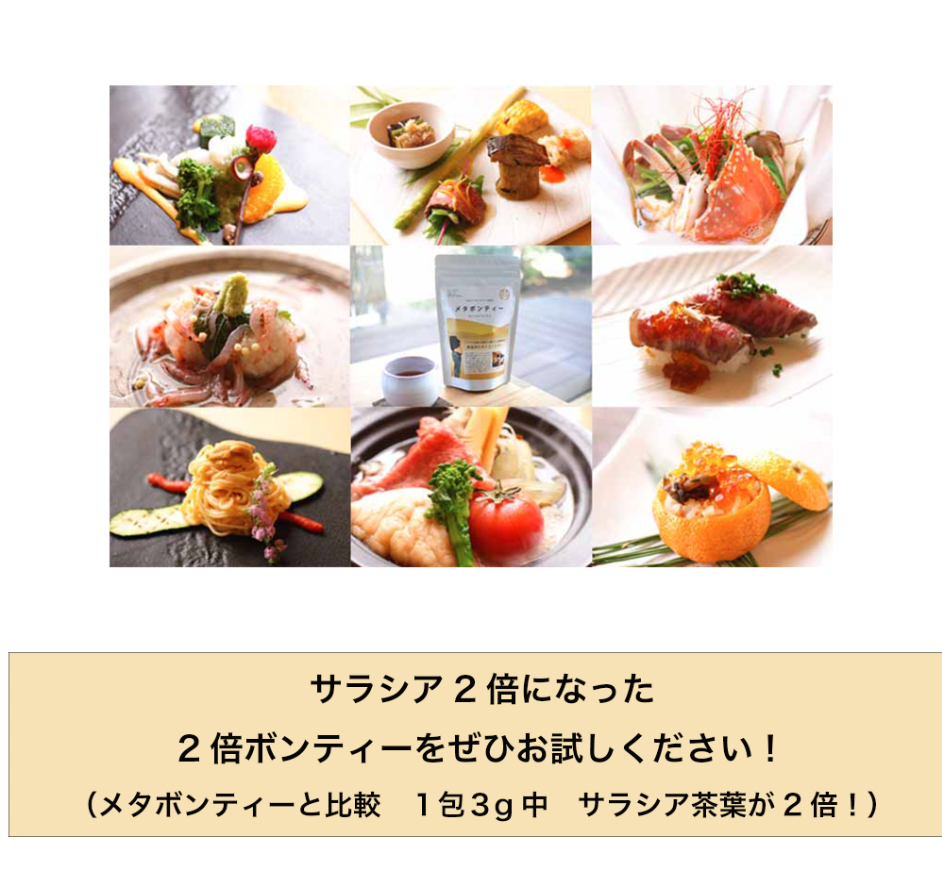 メタボンティー
サラシア2倍になった
2倍ボンティーをぜひお試しください！
（メタボンティーと比較　1包3g中　サラシア茶葉が2倍！）